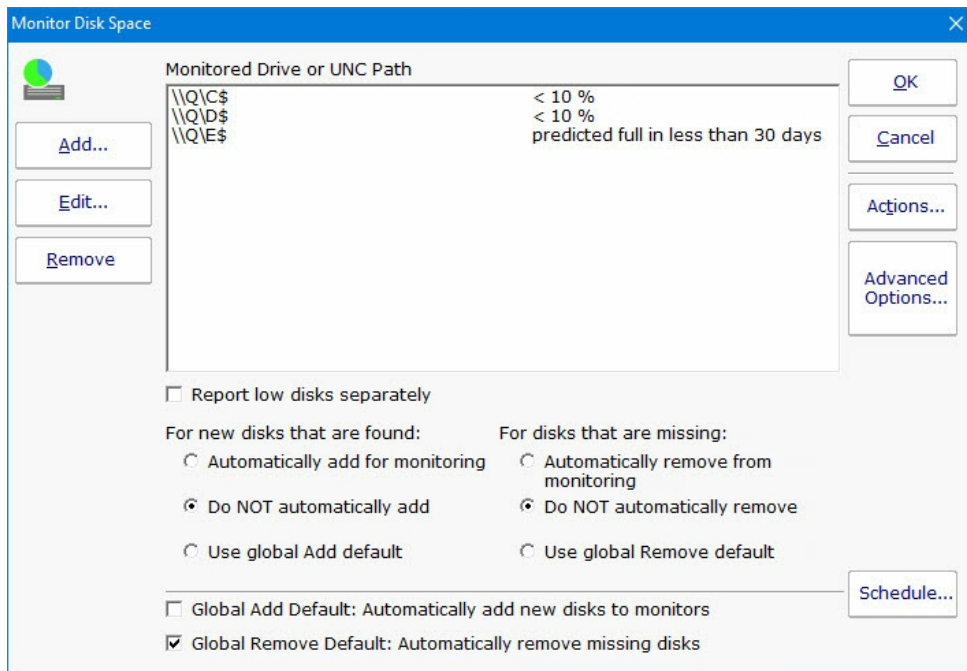 Monitor Disk Space
Monitored Drive or UNC Path
\\Q\C$ < 10 %
\\Q\D$ < 10 %
\\Q\E$ predicted full in less than 30 days
Add...
Edit...
Remove
OK
Cancel
Actions...
Advanced
Options...
Report low disks separately
For new disks that are found:
Automatically add for monitoring
Do NOT automatically add
Use global Add default
For disks that are missing:
Automatically remove from
monitoring
Do NOT automatically remove
Use global Remove default
Schedule...
Global Add Default: Automatically add new disks to monitors
Global Remove Default: Automatically remove missing disks